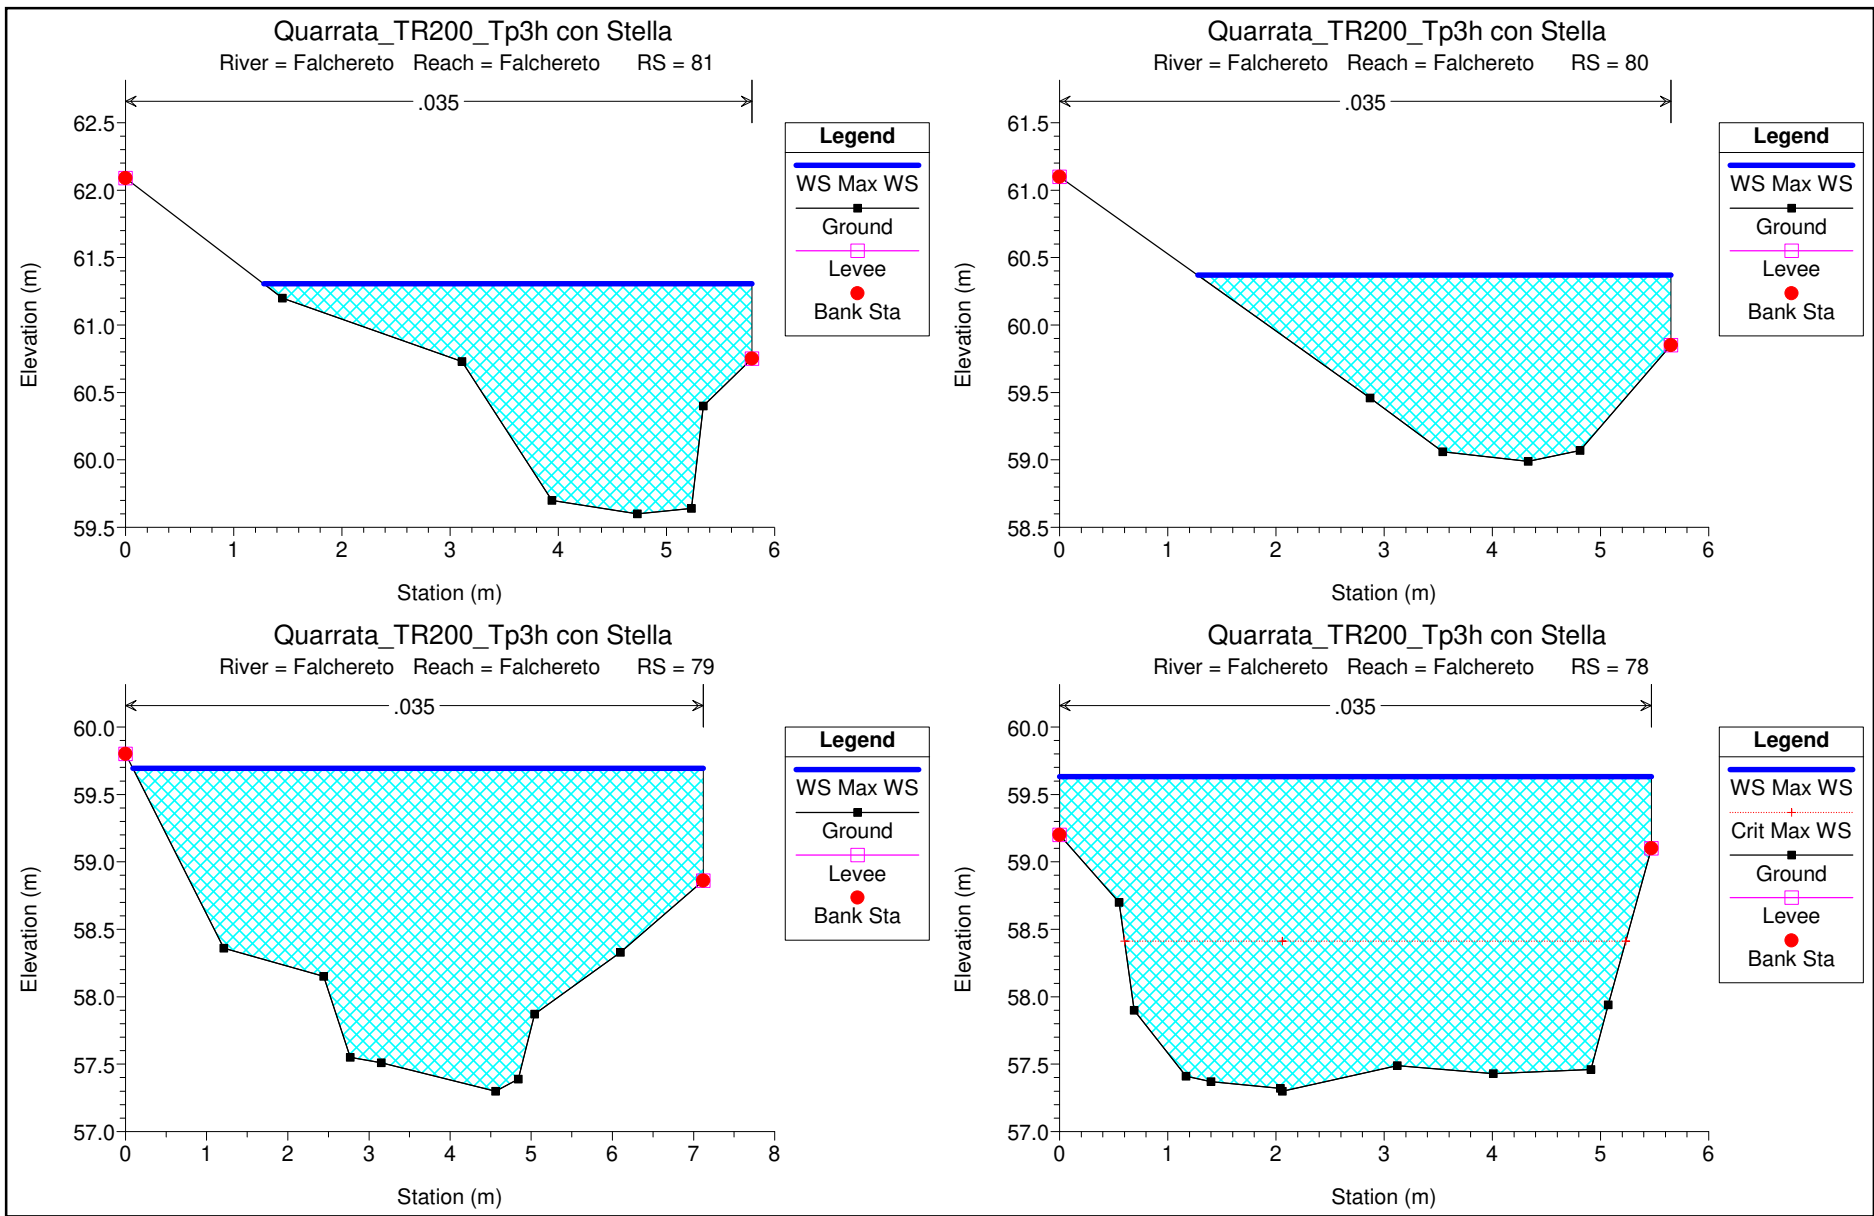 Quarrata_TR200_Tp3h con Stella
River = Falchereto Reach = Falchereto RS = 81
.035
62.5
62.0
61.5
61.0
60.5
60.0
59.5
0 1 2 3 4 5 6
Station (m)
Elevation (m)
Legend
WS Max WS
Ground
Levee
Bank Sta
Quarrata_TR200_Tp3h con Stella
River = Falchereto Reach = Falchereto RS = 80
.035
61.5
61.0
60.5
60.0
59.5
59.0
58.5
0 1 2 3 4 5 6
Station (m)
Elevation (m)
Legend
WS Max WS
Ground
Levee
Bank Sta
Quarrata_TR200_Tp3h con Stella
River = Falchereto Reach = Falchereto RS = 79
.035
60.0
59.5
59.0
58.5
58.0
57.5
57.0
0 1 2 3 4 5 6 7 8
Station (m)
Elevation (m)
Legend
WS Max WS
Ground
Levee
Bank Sta
Quarrata_TR200_Tp3h con Stella
River = Falchereto Reach = Falchereto RS = 78
.035
60.0
59.5
59.0
58.5
58.0
57.5
57.0
0 1 2 3 4 5 6
Station (m)
Elevation (m)
Legend
WS Max WS
Crit Max WS
Ground
Levee
Bank Sta